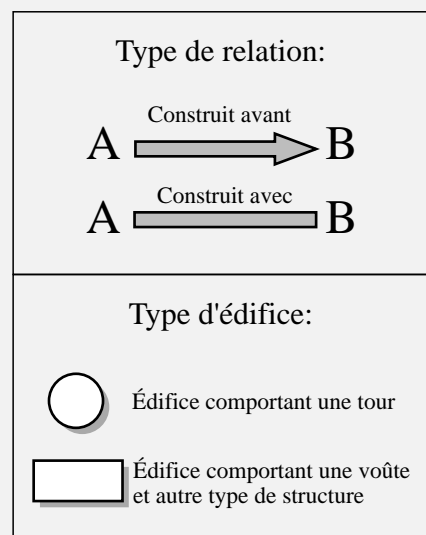 Type de relation:
Construit avant
A B
Construit avec
A B
Type d'édifice:
Édifice comportant une tour
Édifice comportant une voûte
et autre type de structure